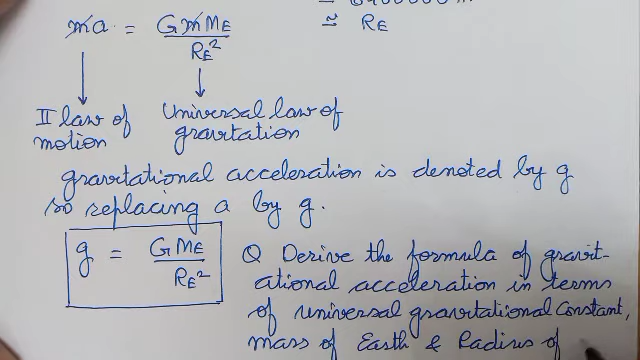 ma = GmME/RE²
≅ RE
II law of motion
Universal law of gravitation
gravitational acceleration is denoted by g
so replacing a by g.
g = GME/RE²
Q Derive the formula of gravit-
ational acceleration in terms
of universal gravitational constant,
mass of Earth & Radius of